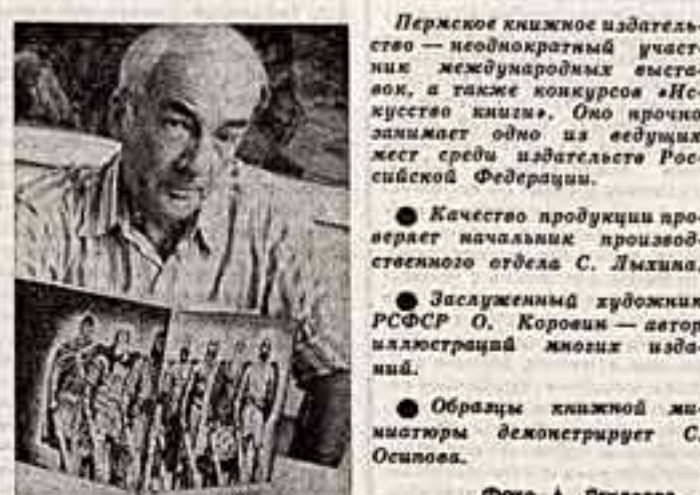 Пермское книжное издатель-
ство — неоднократный участ-
ник международных выста-
вок, а также конкурсов «Ис-
кусство книги». Оно прочно
занимает одно из ведущих
мест среди издательств Рос-
сийской Федерации.
● Качество продукции про-
веряет начальник производ-
ственного отдела С. Лыхина.
● Заслуженный художник
РСФСР О. Коровин — автор
иллюстраций многих изда-
ний.
● Образцы книжной ми-
ниатюры демонстрирует С.
Осипова.
Фото А.